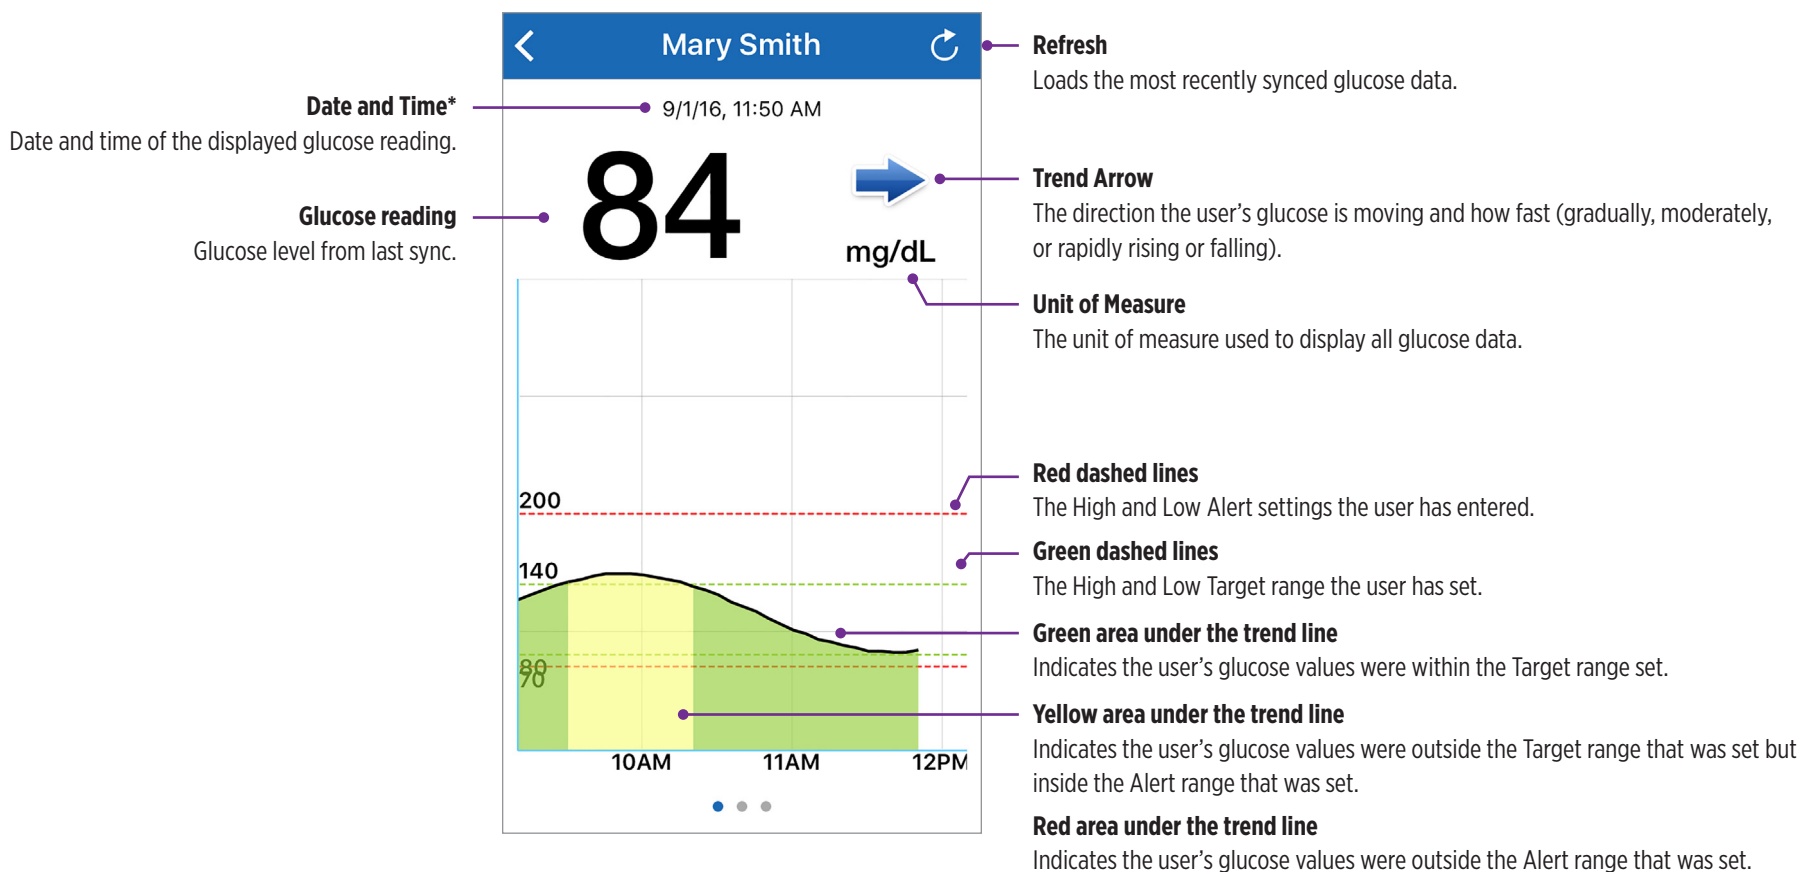 Mary Smith
9/1/16, 11:50 AM
84
mg/dL
200
140
80
70
10AM
11AM
12PM
Date and Time*
Date and time of the displayed glucose reading.
Glucose reading
Glucose level from last sync.
Refresh
Loads the most recently synced glucose data.
Trend Arrow
The direction the user’s glucose is moving and how fast (gradually, moderately,
or rapidly rising or falling).
Unit of Measure
The unit of measure used to display all glucose data.
Red dashed lines
The High and Low Alert settings the user has entered.
Green dashed lines
The High and Low Target range the user has set.
Green area under the trend line
Indicates the user’s glucose values were within the Target range set.
Yellow area under the trend line
Indicates the user’s glucose values were outside the Target range that was set but
inside the Alert range that was set.
Red area under the trend line
Indicates the user’s glucose values were outside the Alert range that was set.